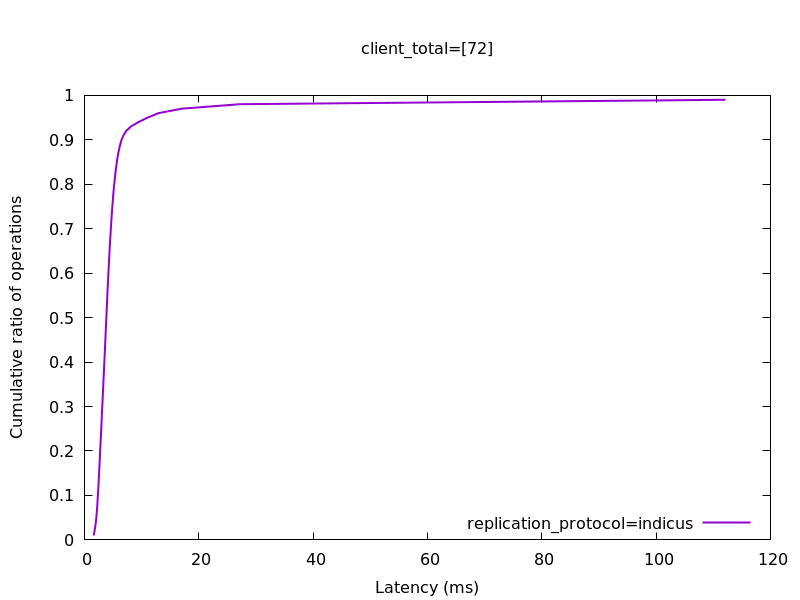 client_total=[72]
1
0.9
0.8
0.7
0.6
0.5
0.4
0.3
0.2
0.1
0
Cumulative ratio of operations
replication_protocol=indicus
0 20 40 60 80 100 120
Latency (ms)